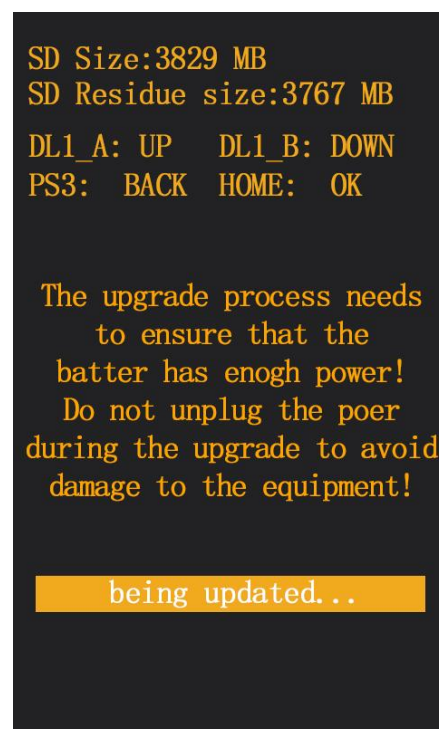 SD Size:3829 MB
SD Residue size:3767 MB
DL1_A: UP DL1_B: DOWN
PS3: BACK HOME: OK
The upgrade process needs
to ensure that the
batter has enogh power!
Do not unplug the poer
during the upgrade to avoid
damage to the equipment!
being updated...